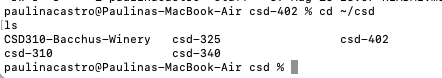 paulinacastro@Paulinas-MacBook-Air csd-402 % cd ~/csd
ls
CSD310-Bacchus-Winery csd-325 csd-402
csd-310 csd-340
paulinacastro@Paulinas-MacBook-Air csd %